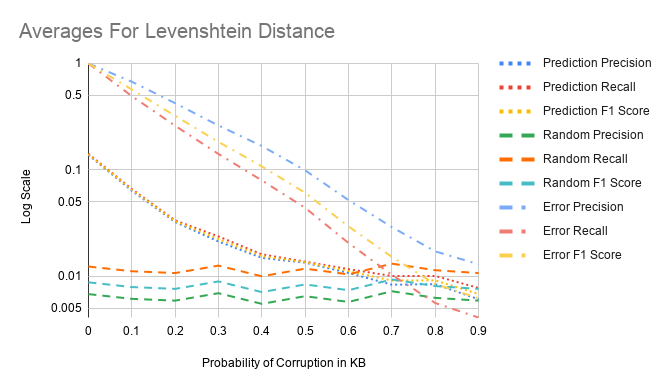 Averages For Levenshtein Distance
Log Scale
1
0.5
0.1
0.05
0.01
0.005
0 0.1 0.2 0.3 0.4 0.5 0.6 0.7 0.8 0.9
Probability of Corruption in KB
Prediction Precision
Prediction Recall
Prediction F1 Score
Random Precision
Random Recall
Random F1 Score
Error Precision
Error Recall
Error F1 Score